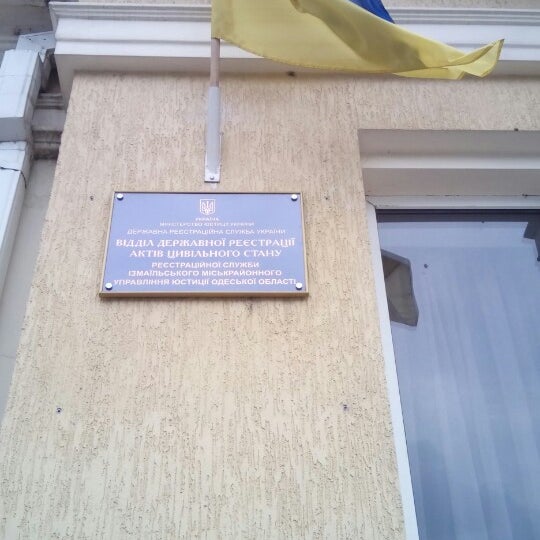 УКРАЇНА
МІНІСТЕРСТВО ЮСТИЦІЇ УКРАЇНИ
ДЕРЖАВНА РЕЄСТРАЦІЙНА СЛУЖБА УКРАЇНИ
ВІДДІЛ ДЕРЖАВНОЇ РЕЄСТРАЦІЇ
АКТІВ ЦИВІЛЬНОГО СТАНУ
РЕЄСТРАЦІЙНОЇ СЛУЖБИ
ІЗМАЇЛЬСЬКОГО МІСЬКРАЙОННОГО
УПРАВЛІННЯ ЮСТИЦІЇ ОДЕСЬКОЇ ОБЛАСТІ